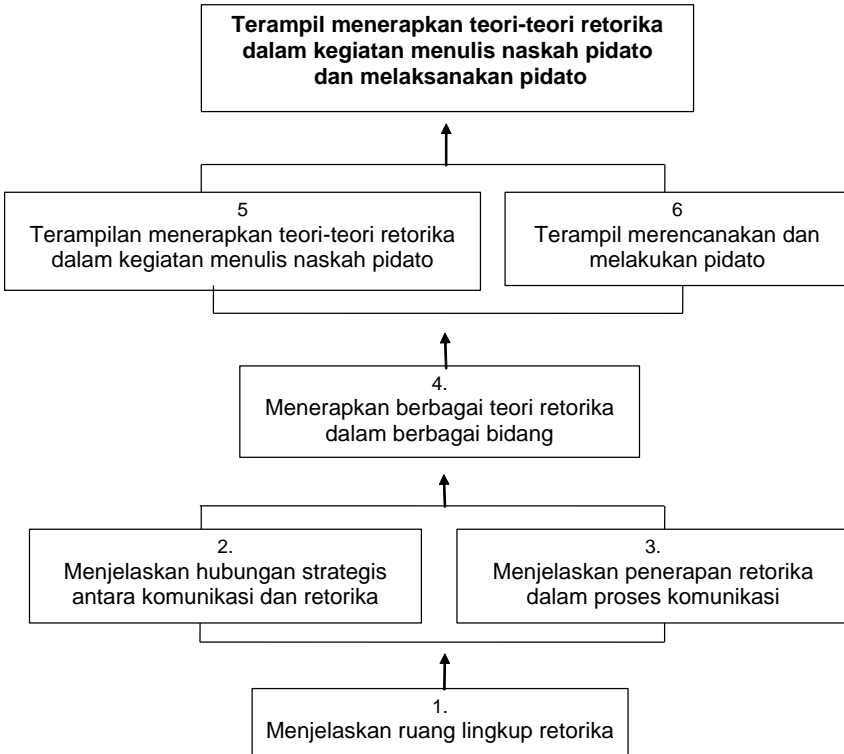 Terampil menerapkan teori-teori retorika
dalam kegiatan menulis naskah pidato
dan melaksanakan pidato
5
Terampilan menerapkan teori-teori retorika
dalam kegiatan menulis naskah pidato
6
Terampil merencanakan dan
melakukan pidato
4.
Menerapkan berbagai teori retorika
dalam berbagai bidang
2.
Menjelaskan hubungan strategis
antara komunikasi dan retorika
3.
Menjelaskan penerapan retorika
dalam proses komunikasi
1.
Menjelaskan ruang lingkup retorika